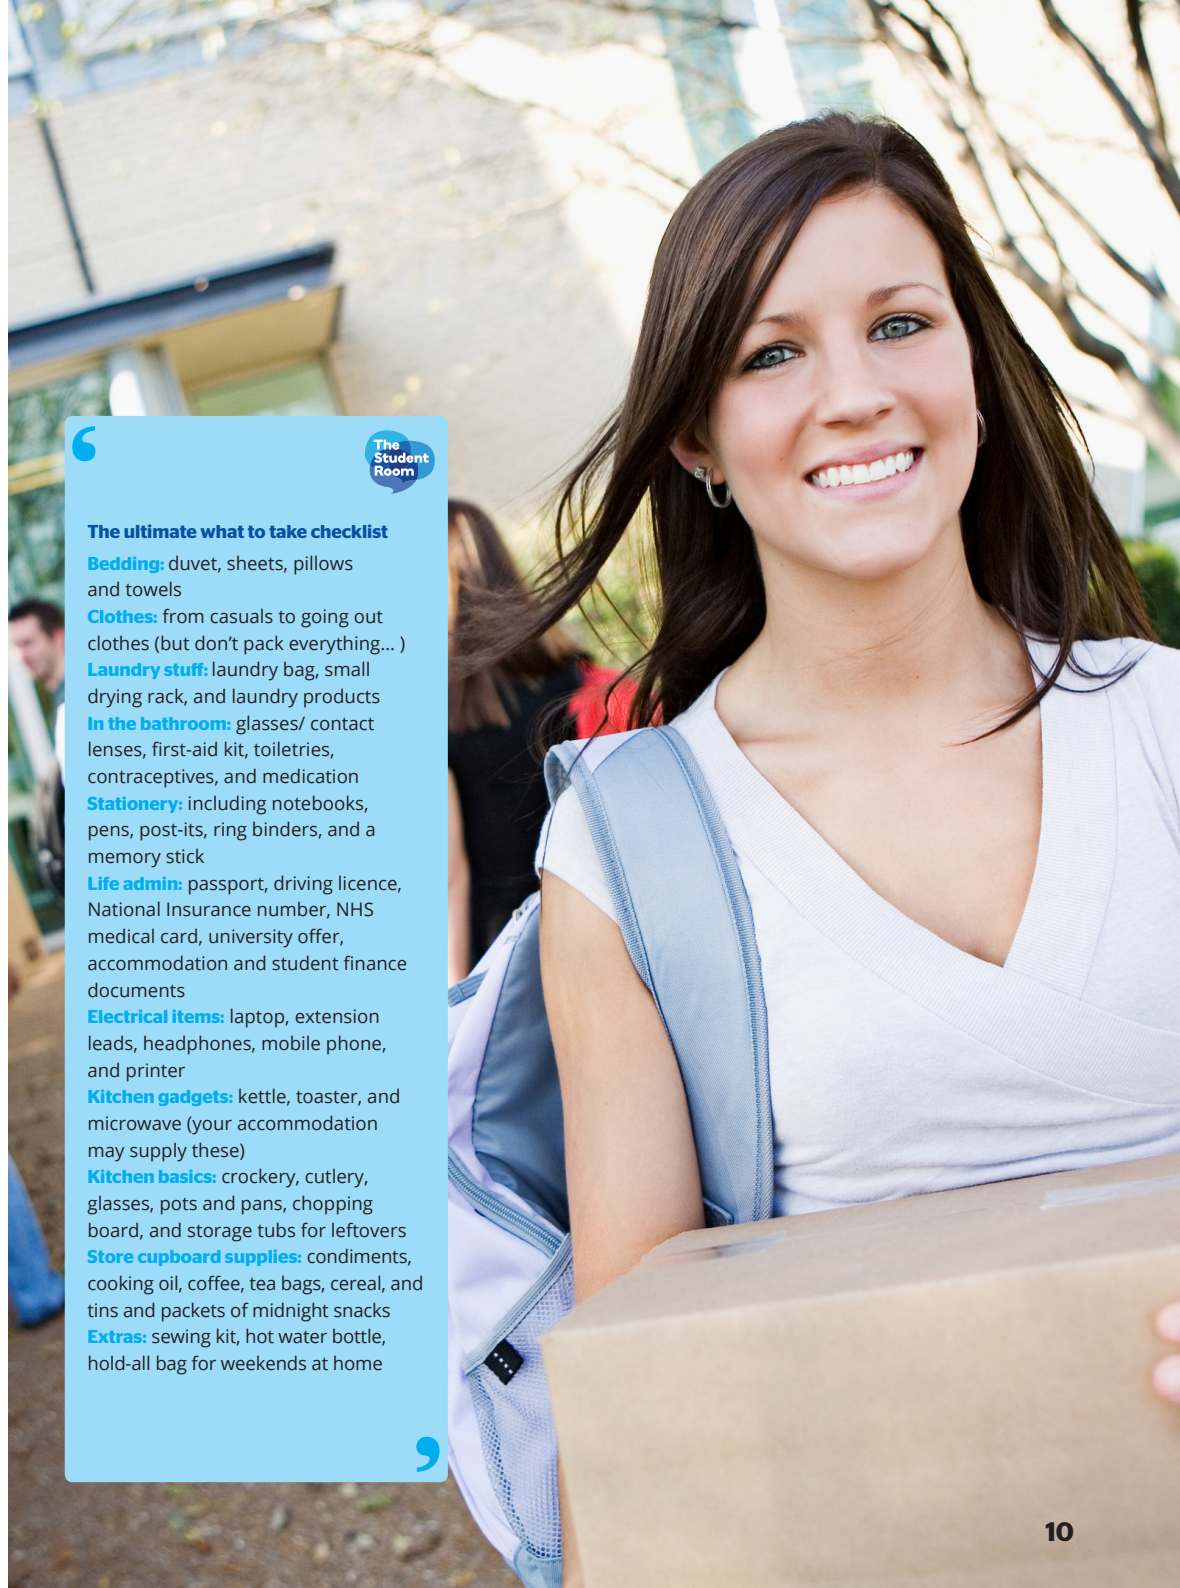 The
Student
Room
The ultimate what to take checklist
Bedding: duvet, sheets, pillows
and towels
Clothes: from casuals to going out
clothes (but don’t pack everything... )
Laundry stuff: laundry bag, small
drying rack, and laundry products
In the bathroom: glasses/ contact
lenses, first-aid kit, toiletries,
contraceptives, and medication
Stationery: including notebooks,
pens, post-its, ring binders, and a
memory stick
Life admin: passport, driving licence,
National Insurance number, NHS
medical card, university offer,
accommodation and student finance
documents
Electrical items: laptop, extension
leads, headphones, mobile phone,
and printer
Kitchen gadgets: kettle, toaster, and
microwave (your accommodation
may supply these)
Kitchen basics: crockery, cutlery,
glasses, pots and pans, chopping
board, and storage tubs for leftovers
Store cupboard supplies: condiments,
cooking oil, coffee, tea bags, cereal, and
tins and packets of midnight snacks
Extras: sewing kit, hot water bottle,
hold-all bag for weekends at home
10